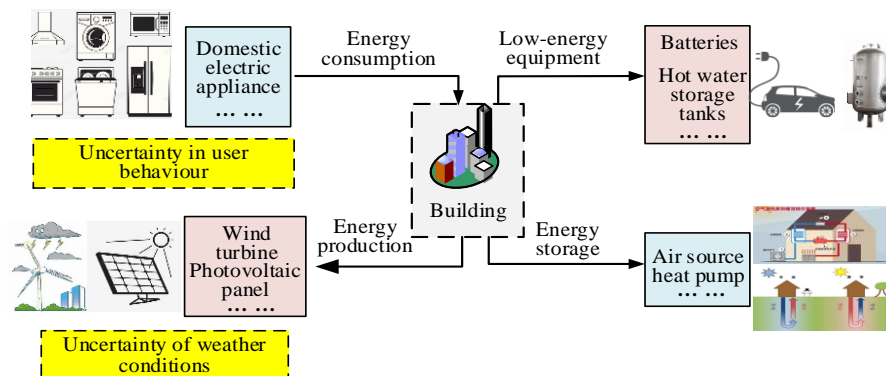 Domestic
electric
appliance
... ...
Energy
consumption
Low-energy
equipment
Batteries
Hot water
storage
tanks
... ...
Uncertainty in user
behaviour
Building
Wind
turbine
Photovoltaic
panel
... ...
Energy
production
Energy
storage
Air source
heat pump
... ...
Uncertainty of weather
conditions